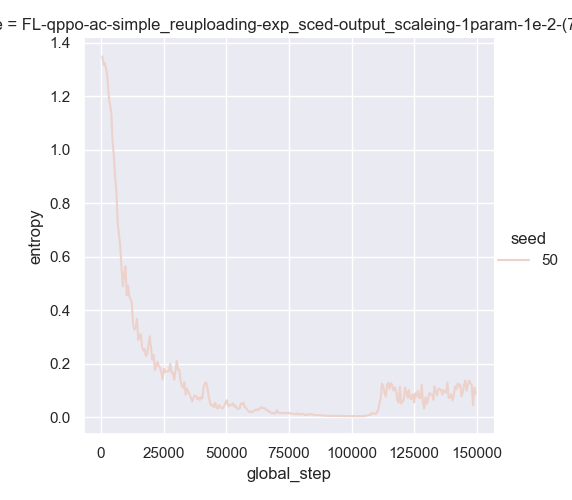 e = FL-qppo-ac-simple_reuploading-exp_sced-output_scaleing-1param-1e-2-(7
1.4
1.2
1.0
0.8
0.6
0.4
0.2
0.0
entropy
0 25000 50000 75000 100000 125000 150000
global_step
seed
50